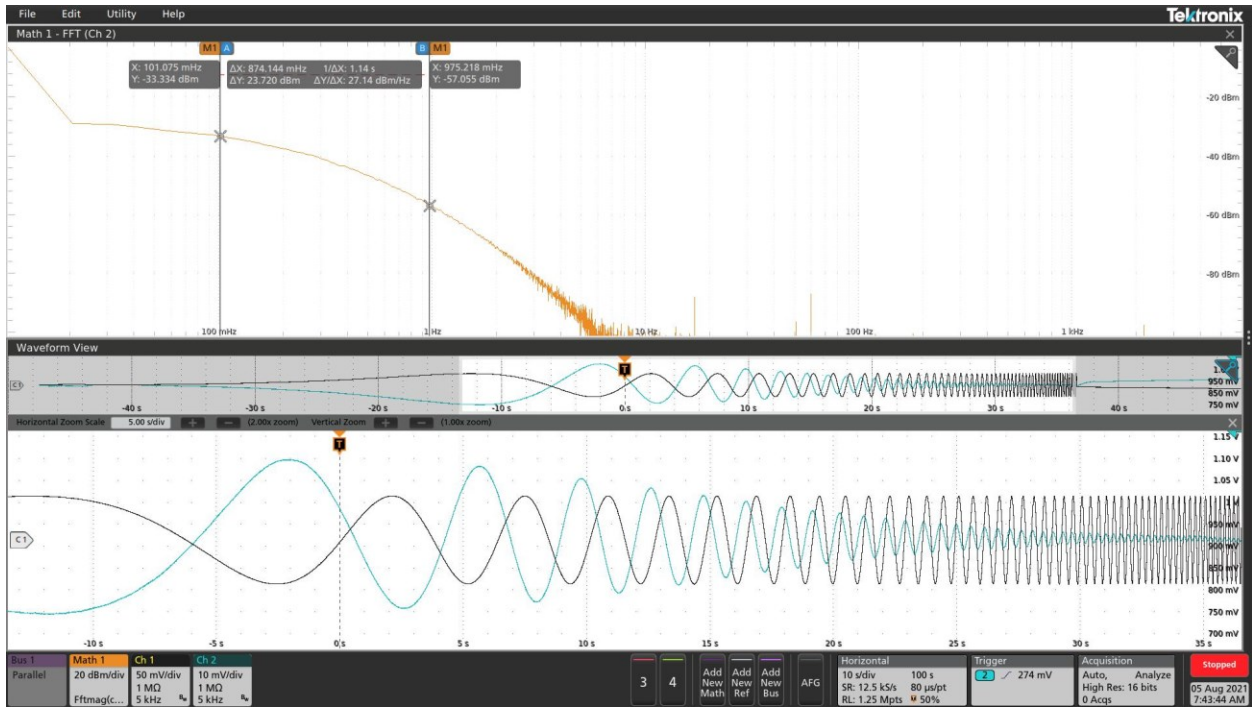 File Edit Utility Help
Tektronix
Math 1 - FFT (Ch 2)
M1 A
B M1
X: 101.075 mHz
Y: -33.334 dBm
ΔX: 874.144 mHz 1/ΔX: 1.14 s
ΔY: 23.720 dBm ΔY/ΔX: 27.14 dBm/Hz
X: 975.218 mHz
Y: -57.055 dBm
-20 dBm
-40 dBm
-60 dBm
-80 dBm
100 mHz 1 Hz 10 Hz 100 Hz 1 kHz
Waveform View
T
C1
950 mV
850 mV
750 mV
-40 s -30 s -20 s -10 s 0 s 10 s 20 s 30 s 40 s
Horizontal Zoom Scale 5.00 s/div + − (2.00x zoom) Vertical Zoom + − (1.00x zoom)
T
1.15 V
1.10 V
1.05 V
1 V
C1
950 mV
900 mV
850 mV
800 mV
750 mV
700 mV
-10 s -5 s 0 s 5 s 10 s 15 s 20 s 25 s 30 s 35 s
Bus 1
Parallel
Math 1
20 dBm/div
Fftmag(c...
Ch 1
50 mV/div
1 MΩ
5 kHz
Ch 2
10 mV/div
1 MΩ
5 kHz
3
4
Add New Math
Add New Ref
Add New Bus
AFG
Horizontal
10 s/div 100 s
SR: 12.5 kS/s 80 µs/pt
RL: 1.25 Mpts 50%
Trigger
2 274 mV
Acquisition
Auto, Analyze
High Res: 16 bits
0 Acqs
Stopped
05 Aug 2021
7:43:44 AM